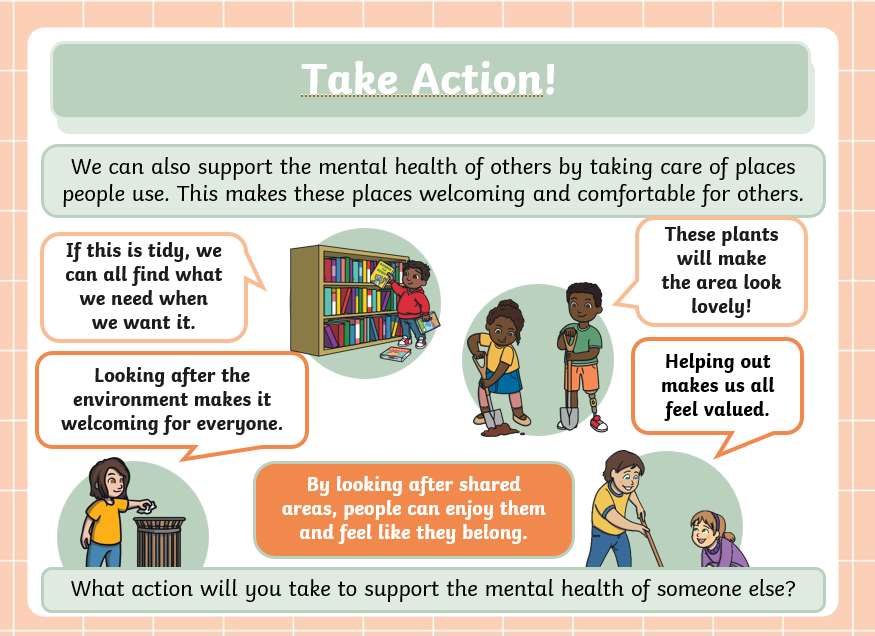 Take Action!
We can also support the mental health of others by taking care of places
people use. This makes these places welcoming and comfortable for others.
If this is tidy, we
can all find what
we need when
we want it.
These plants
will make
the area look
lovely!
Looking after the
environment makes it
welcoming for everyone.
Helping out
makes us all
feel valued.
By looking after shared
areas, people can enjoy them
and feel like they belong.
What action will you take to support the mental health of someone else?